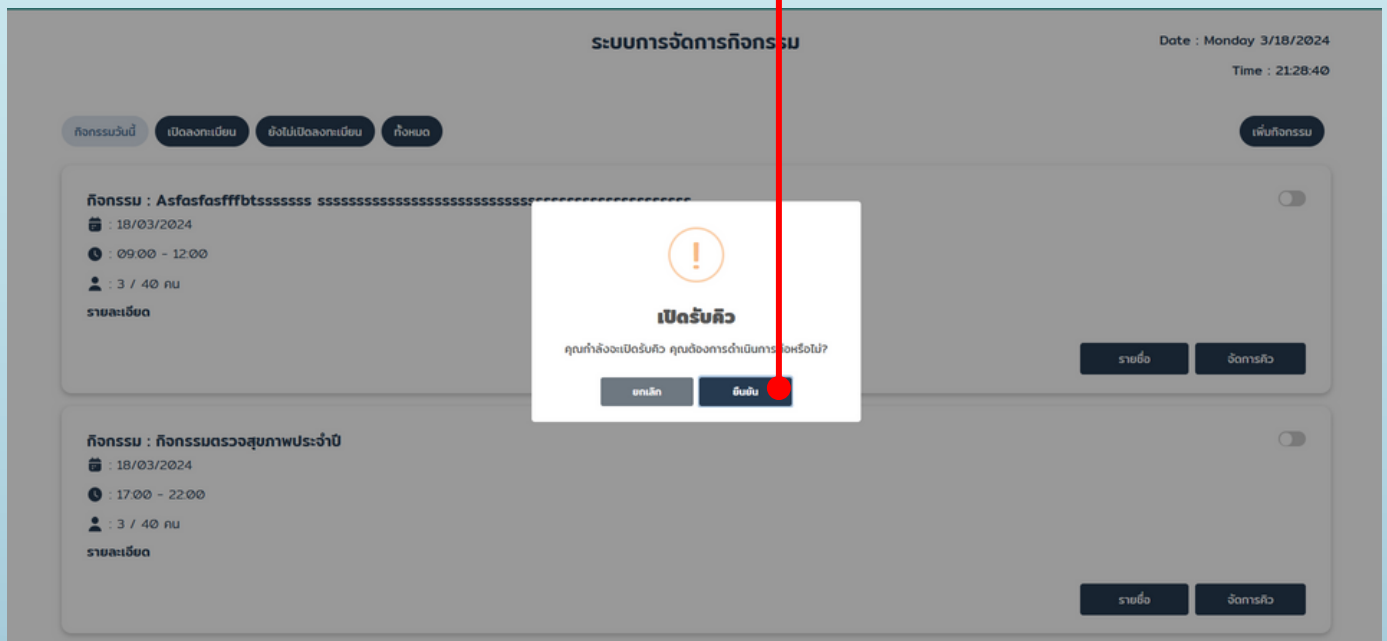 ระบบการจัดการกิจกรรม
Date : Monday 3/18/2024
Time : 21:28:40
กิจกรรมวันนี้ เปิดลงทะเบียน ยังไม่เปิดลงทะเบียน ทั้งหมด เพิ่มกิจกรรม
กิจกรรม : Asfasfasfffbtsssssss
: 18/03/2024
: 09:00 - 12:00
: 3 / 40 คน
รายละเอียด
รายชื่อ จัดการคิว
!
เปิดรับคิว
คุณกำลังจะเปิดรับคิว คุณต้องการดำเนินการต่อหรือไม่?
ยกเลิก ยืนยัน
กิจกรรม : กิจกรรมตรวจสุขภาพประจำปี
: 18/03/2024
: 17:00 - 22:00
: 3 / 40 คน
รายละเอียด
รายชื่อ จัดการคิว